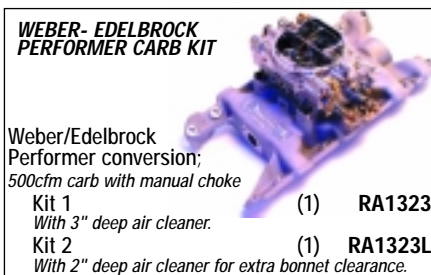 WEBER- EDELBROCK
PERFORMER CARB KIT
Weber/Edelbrock
Performer conversion;
500cfm carb with manual choke
Kit 1 (1) RA1323
With 3" deep air cleaner.
Kit 2 (1) RA1323L
With 2" deep air cleaner for extra bonnet clearance.